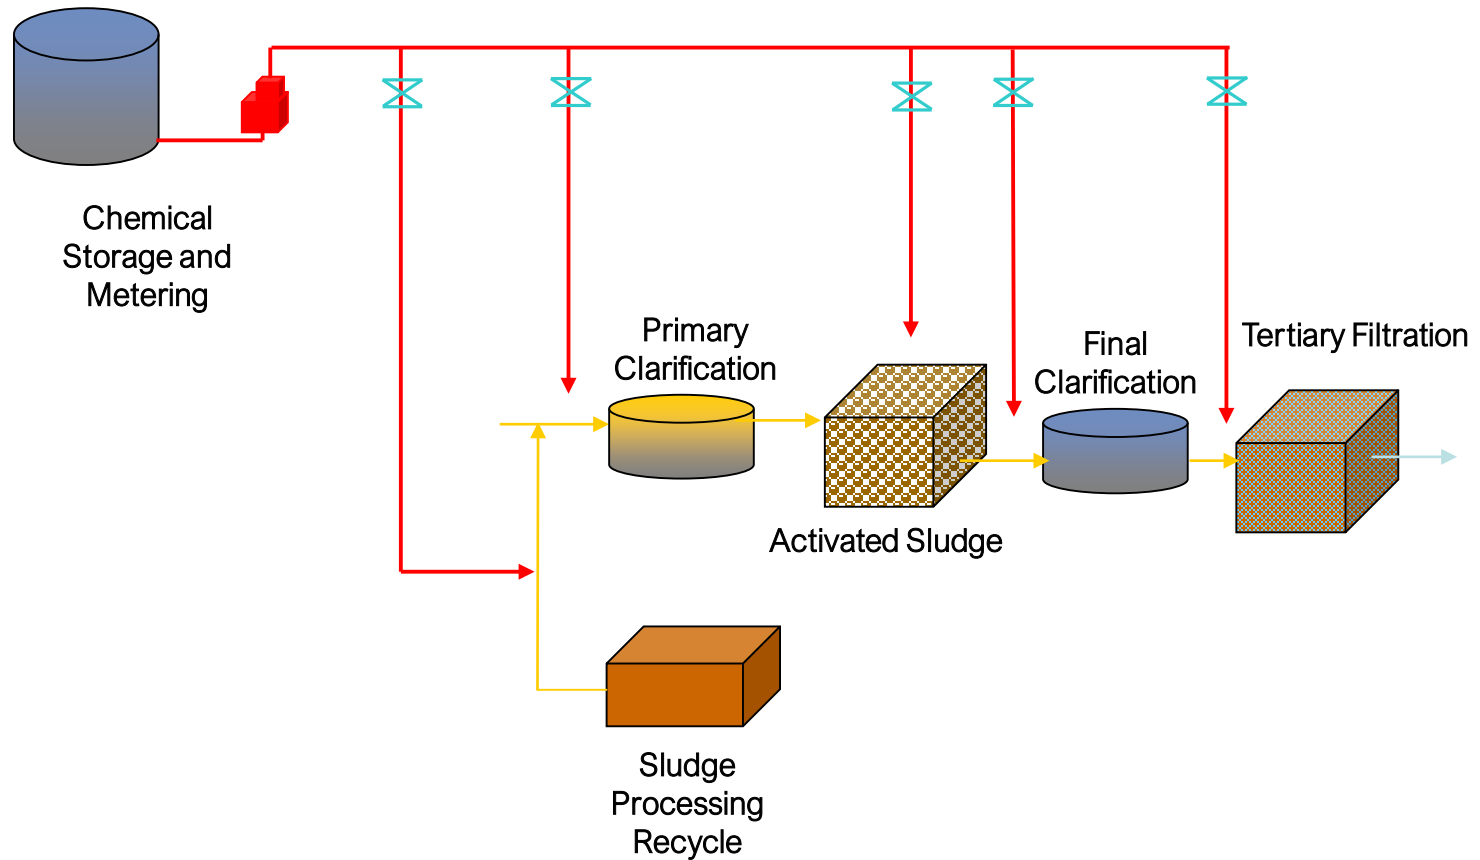 Chemical
Storage and
Metering
Primary
Clarification
Activated Sludge
Final
Clarification
Tertiary Filtration
Sludge
Processing
Recycle